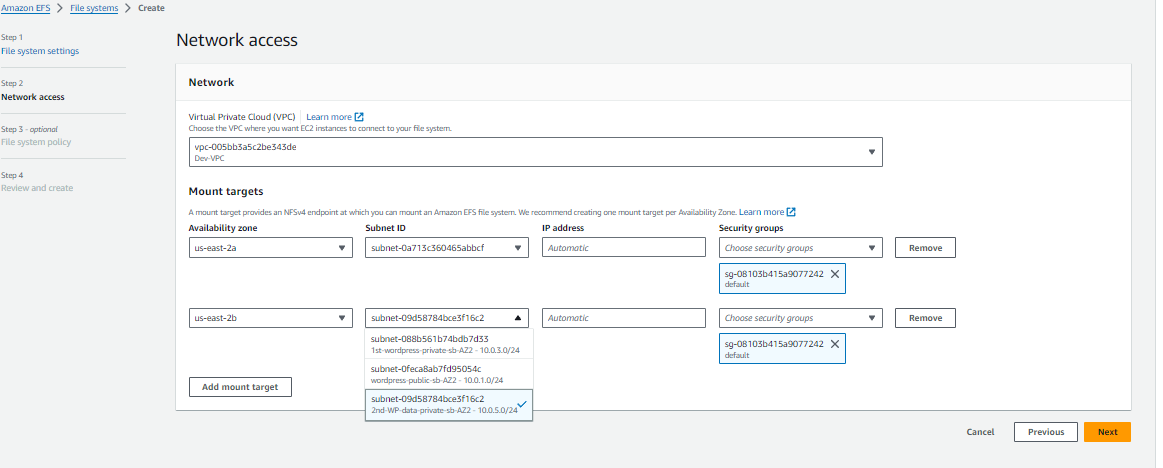 Amazon EFS > File systems > Create
Step 1
File system settings
Step 2
Network access
Step 3 - optional
File system policy
Step 4
Review and create
Network access
Network
Virtual Private Cloud (VPC) Learn more
Choose the VPC where you want EC2 instances to connect to your file system.
vpc-005bb3a5c2be343de
Dev-VPC
Mount targets
A mount target provides an NFSv4 endpoint at which you can mount an Amazon EFS file system. We recommend creating one mount target per Availability Zone. Learn more
Availability zone Subnet ID IP address Security groups
us-east-2a subnet-0a713c360465abbcf Automatic Choose security groups Remove
sg-08103b415a9077242
default
us-east-2b subnet-09d58784bce3f16c2 Automatic Choose security groups Remove
subnet-088b561b74bdb7d33
1st-wordpress-private-sb-AZ2 - 10.0.3.0/24
subnet-0feca8ab7fd95054c
wordpress-public-sb-AZ2 - 10.0.1.0/24
subnet-09d58784bce3f16c2
2nd-WP-data-private-sb-AZ2 - 10.0.5.0/24
sg-08103b415a9077242
default
Add mount target
Cancel Previous Next